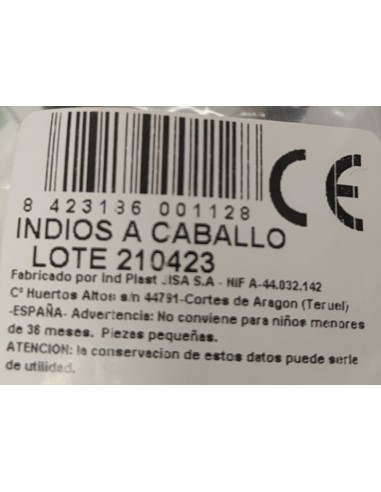 CE
8 423136 001128
INDIOS A CABALLO
LOTE 210423
Fabricado por Ind Plast JISA S.A - NIF A-44.032.142
Cª Huertos Altos s/n 44791-Cortes de Aragon (Teruel)
-ESPAÑA- Advertencia: No conviene para niños menores
de 36 meses. Piezas pequeñas.
ATENCION: la conservacion de estos datos puede serle
de utilidad.